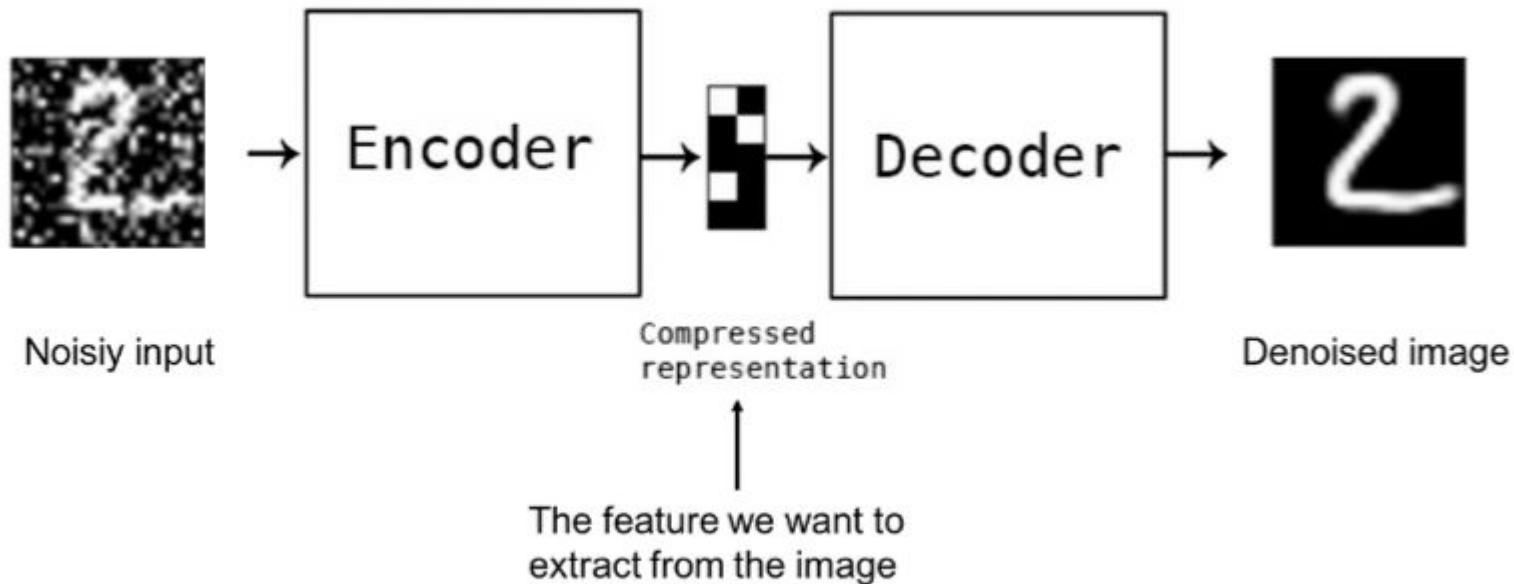 Encoder
Decoder
Noisiy input
Compressed
representation
Denoised image
The feature we want to
extract from the image